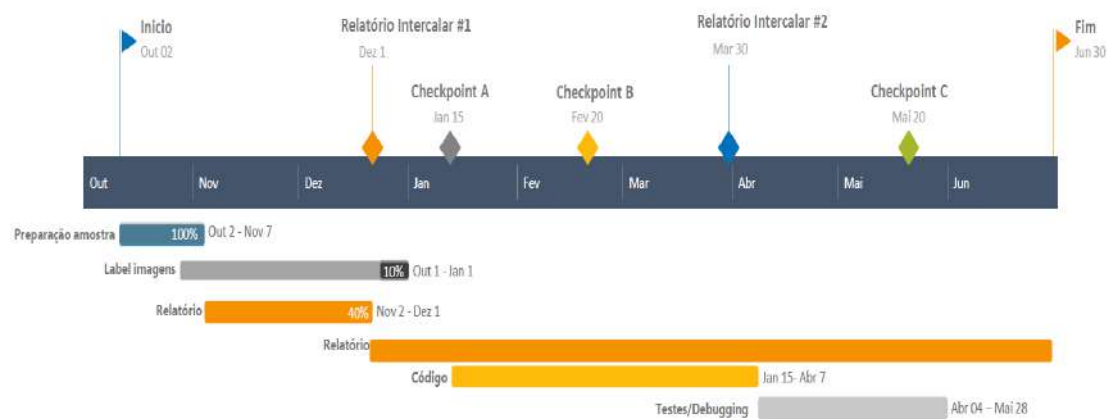 Inicio
Out 02
Relatório Intercalar #1
Dez 1
Relatório Intercalar #2
Mar 30
Fim
Jun 30
Checkpoint A
Jan 15
Checkpoint B
Fev 20
Checkpoint C
Mai 20
Out Nov Dez Jan Fev Mar Abr Mai Jun
Preparação amostra 100% Out 2 - Nov 7
Label imagens 10% Out 1 - Jan 1
Relatório 40% Nov 2 - Dez 1
Relatório
Código Jan 15- Abr 7
Testes/Debugging Abr 04 – Mai 28